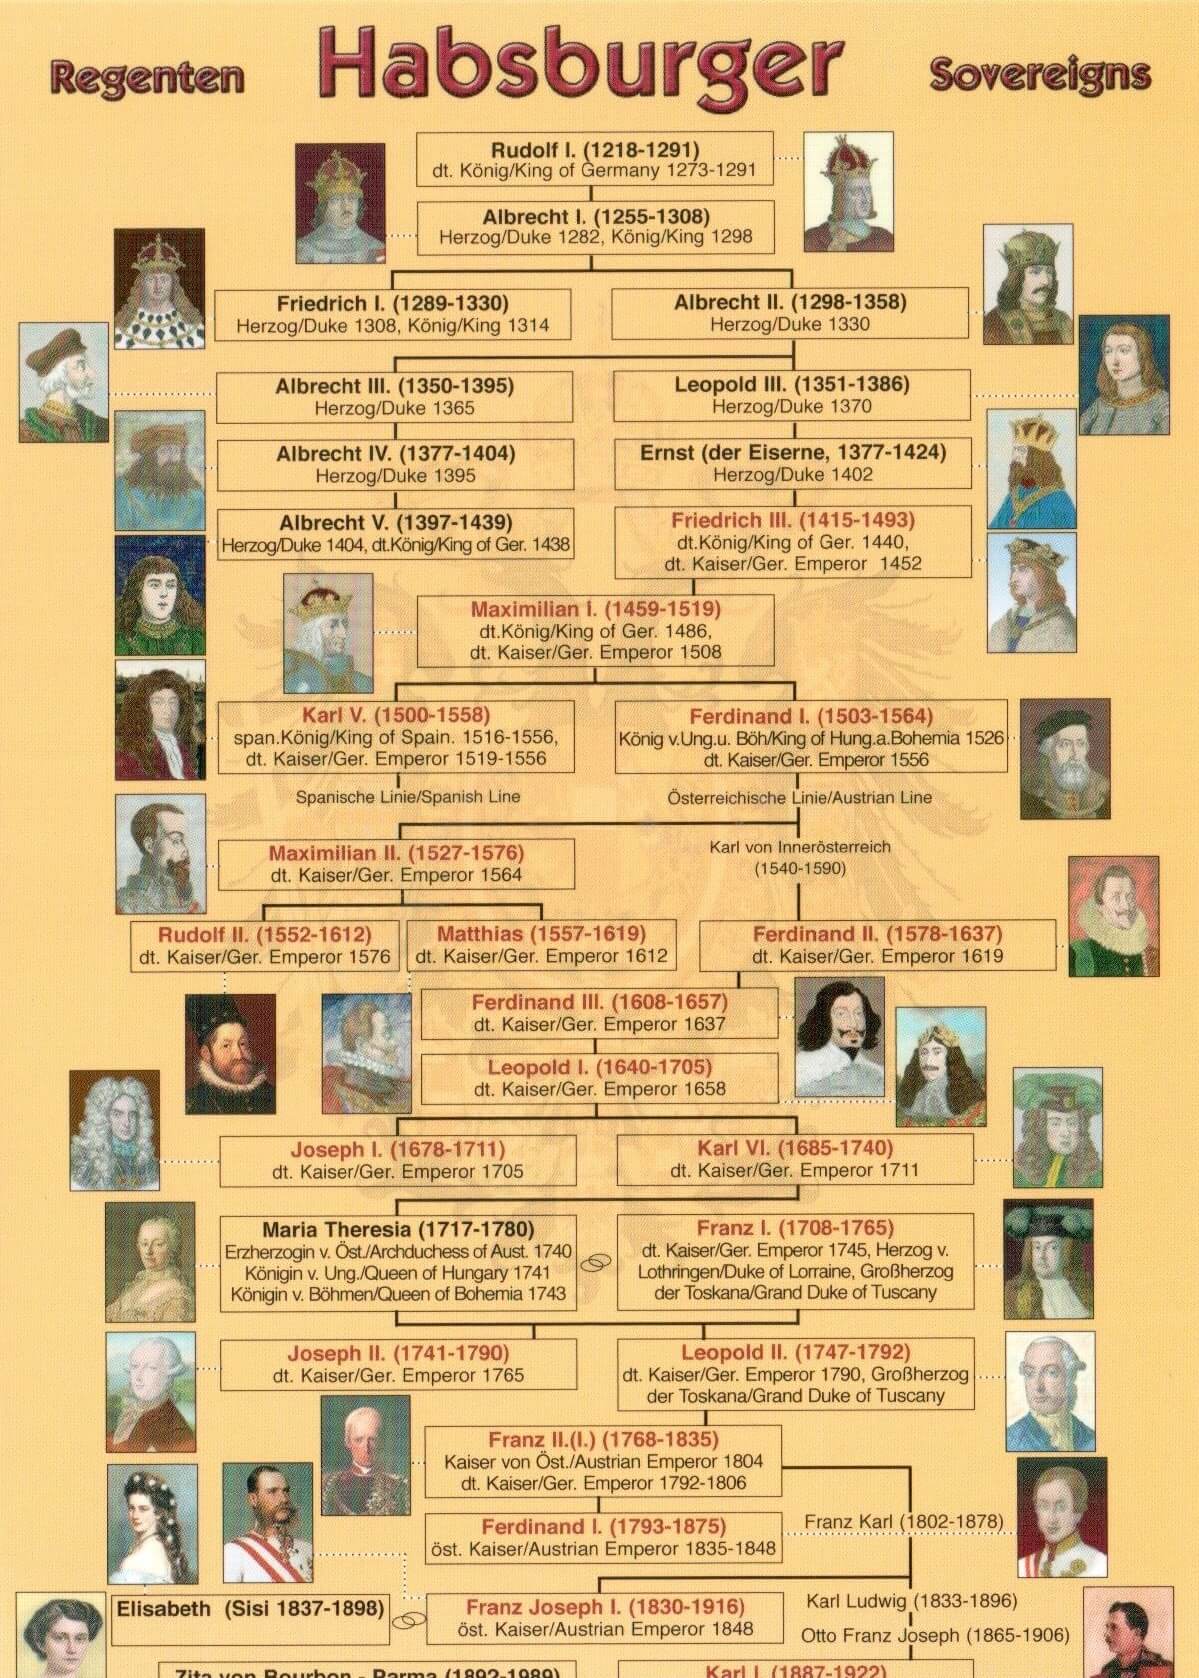 Regenten
Habsburger
Sovereigns
Rudolf I. (1218-1291)
dt. König/King of Germany 1273-1291
Albrecht I. (1255-1308)
Herzog/Duke 1282, König/King 1298
Friedrich I. (1289-1330)
Herzog/Duke 1308, König/King 1314
Albrecht II. (1298-1358)
Herzog/Duke 1330
Albrecht III. (1350-1395)
Herzog/Duke 1365
Leopold III. (1351-1386)
Herzog/Duke 1370
Albrecht IV. (1377-1404)
Herzog/Duke 1395
Ernst (der Eiserne, 1377-1424)
Herzog/Duke 1402
Albrecht V. (1397-1439)
Herzog/Duke 1404, dt.König/King of Ger. 1438
Friedrich III. (1415-1493)
dt.König/King of Ger. 1440,
dt. Kaiser/Ger. Emperor 1452
Maximilian I. (1459-1519)
dt.König/King of Ger. 1486,
dt. Kaiser/Ger. Emperor 1508
Karl V. (1500-1558)
span.König/King of Spain. 1516-1556,
dt. Kaiser/Ger. Emperor 1519-1556
Ferdinand I. (1503-1564)
König v.Ung.u. Böh/King of Hung.a.Bohemia 1526
dt. Kaiser/Ger. Emperor 1556
Spanische Linie/Spanish Line
Österreichische Linie/Austrian Line
Maximilian II. (1527-1576)
dt. Kaiser/Ger. Emperor 1564
Karl von Innerösterreich
(1540-1590)
Rudolf II. (1552-1612)
dt. Kaiser/Ger. Emperor 1576
Matthias (1557-1619)
dt. Kaiser/Ger. Emperor 1612
Ferdinand II. (1578-1637)
dt. Kaiser/Ger. Emperor 1619
Ferdinand III. (1608-1657)
dt. Kaiser/Ger. Emperor 1637
Leopold I. (1640-1705)
dt. Kaiser/Ger. Emperor 1658
Joseph I. (1678-1711)
dt. Kaiser/Ger. Emperor 1705
Karl VI. (1685-1740)
dt. Kaiser/Ger. Emperor 1711
Maria Theresia (1717-1780)
Erzherzogin v. Öst./Archduchess of Aust. 1740
Königin v. Ung./Queen of Hungary 1741
Königin v. Böhmen/Queen of Bohemia 1743
Franz I. (1708-1765)
dt. Kaiser/Ger. Emperor 1745, Herzog v.
Lothringen/Duke of Lorraine, Großherzog
der Toskana/Grand Duke of Tuscany
Joseph II. (1741-1790)
dt. Kaiser/Ger. Emperor 1765
Leopold II. (1747-1792)
dt. Kaiser/Ger. Emperor 1790, Großherzog
der Toskana/Grand Duke of Tuscany
Franz II.(I.) (1768-1835)
Kaiser von Öst./Austrian Emperor 1804
dt. Kaiser/Ger. Emperor 1792-1806
Ferdinand I. (1793-1875)
öst. Kaiser/Austrian Emperor 1835-1848
Franz Karl (1802-1878)
Elisabeth (Sisi 1837-1898)
Franz Joseph I. (1830-1916)
öst. Kaiser/Austrian Emperor 1848
Karl Ludwig (1833-1896)
Otto Franz Joseph (1865-1906)
Zita von Bourbon - Parma (1892-1989)
Karl I. (1887-1922)